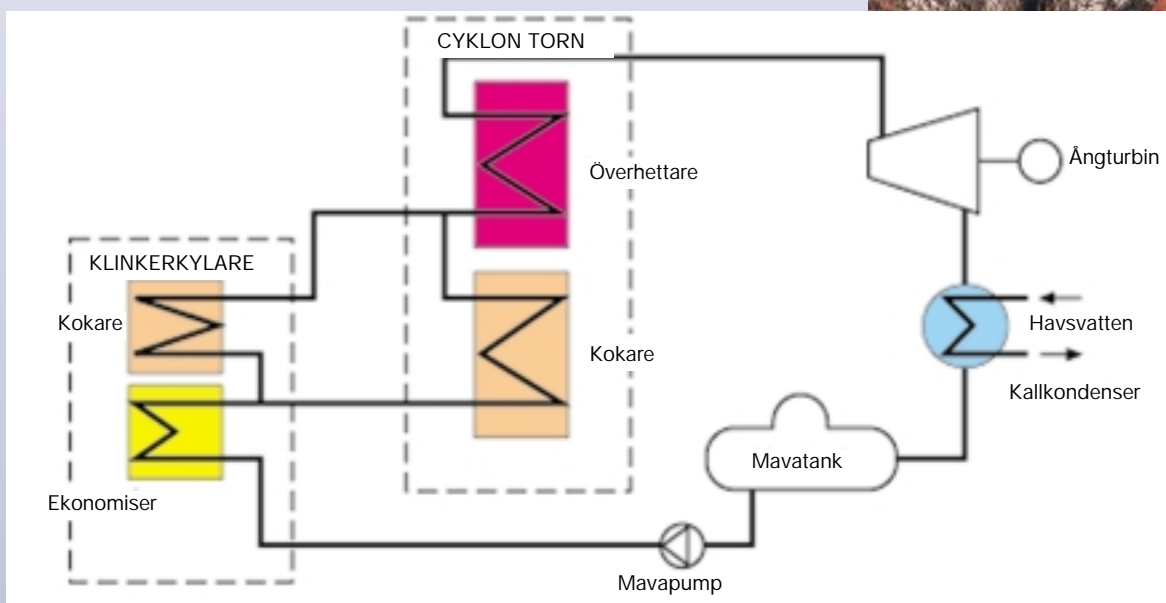 CYKLON TORN
Överhettare
Ångturbin
KLINKERKYLARE
Kokare
Kokare
Havsvatten
Kallkondenser
Mavatank
Ekonomiser
Mavapump